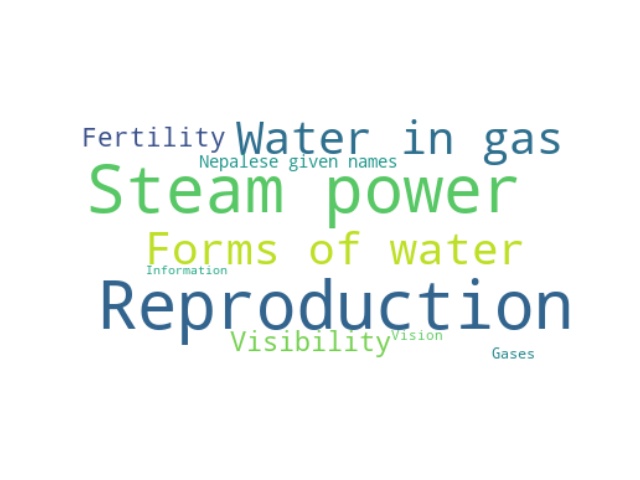 Fertility
Water in gas
Nepalese given names
Steam power
Forms of water
Information
Reproduction
Visibility
Vision
Gases